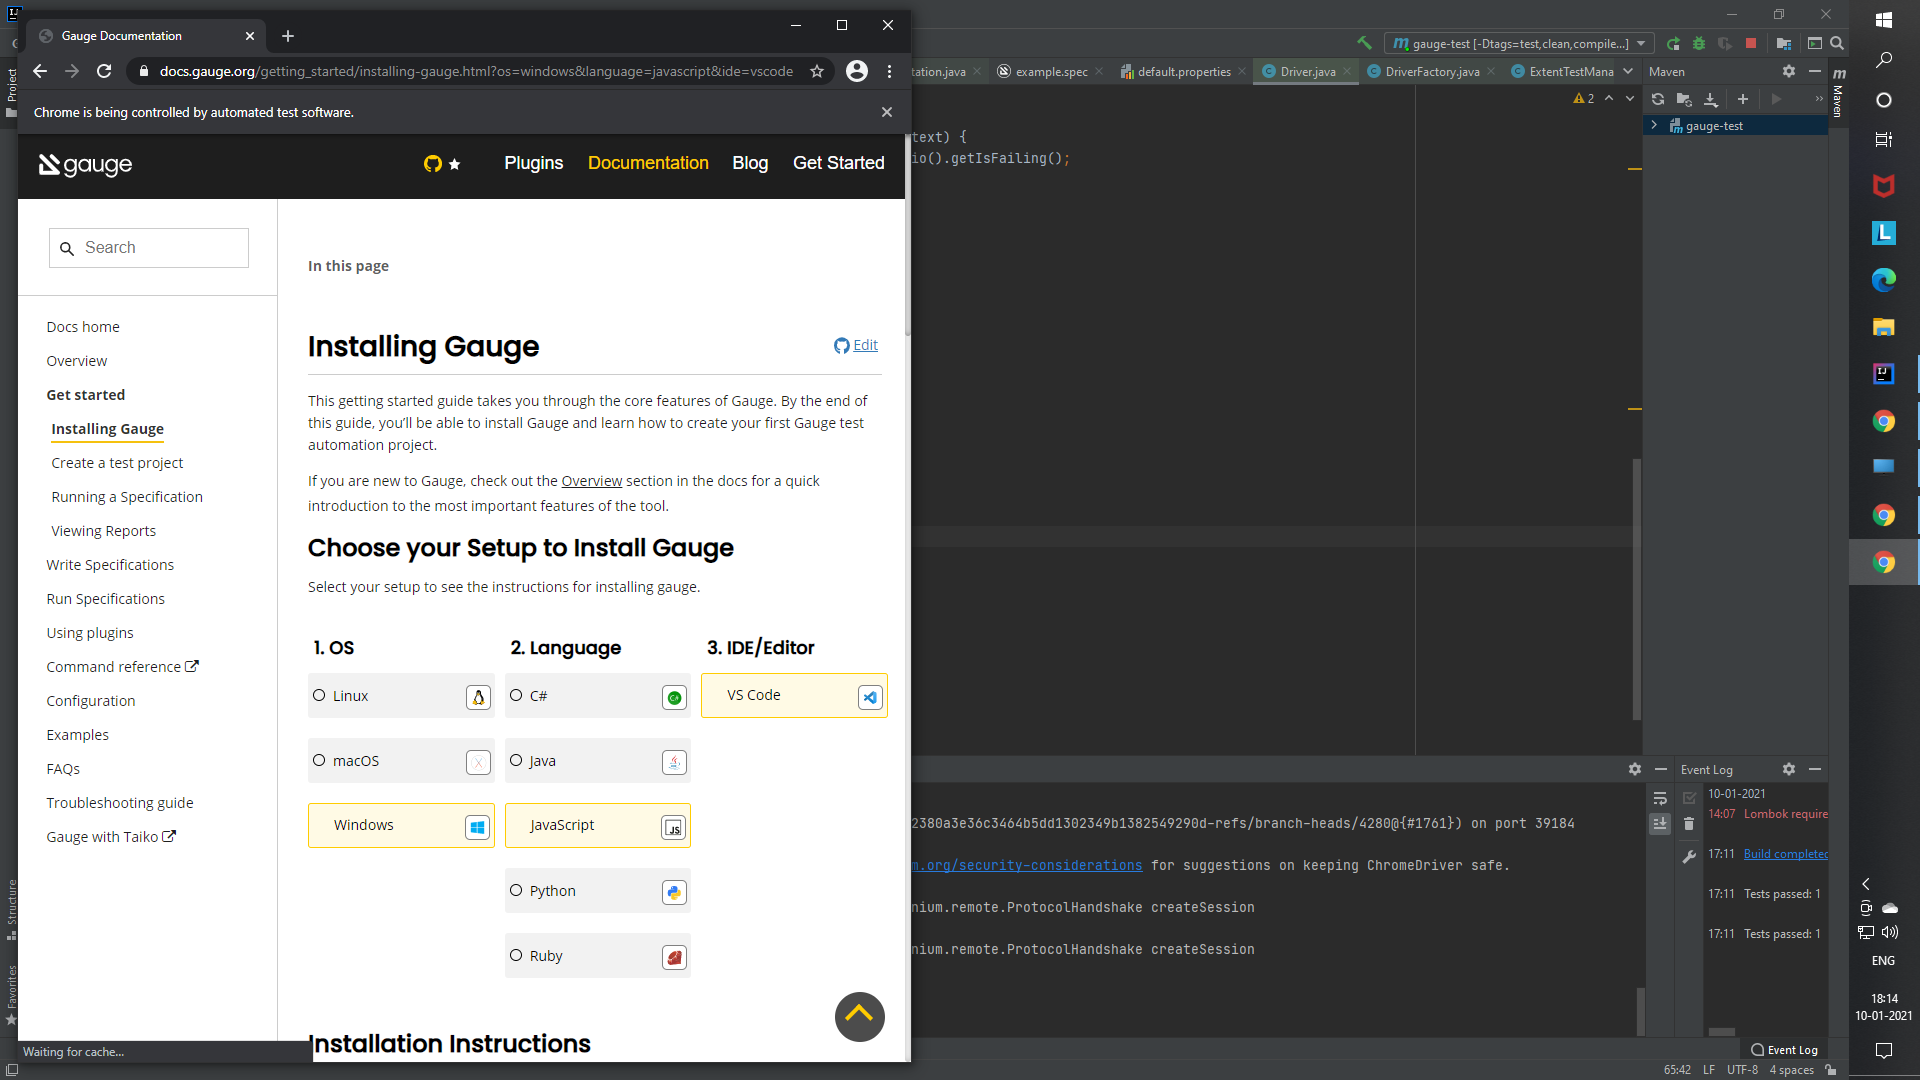 Gauge Documentation
docs.gauge.org/getting_started/installing-gauge.html?os=windows&language=javascript&ide=vscode
Chrome is being controlled by automated test software.
gauge
Plugins
Documentation
Blog
Get Started
Search
Docs home
Overview
Get started
Installing Gauge
Create a test project
Running a Specification
Viewing Reports
Write Specifications
Run Specifications
Using plugins
Command reference
Configuration
Examples
FAQs
Troubleshooting guide
Gauge with Taiko
Waiting for cache...
In this page
Installing Gauge
Edit
This getting started guide takes you through the core features of Gauge. By the end of
this guide, you’ll be able to install Gauge and learn how to create your first Gauge test
automation project.
If you are new to Gauge, check out the Overview section in the docs for a quick
introduction to the most important features of the tool.
Choose your Setup to Install Gauge
Select your setup to see the instructions for installing gauge.
1. OS
Linux
macOS
Windows
2. Language
C#
Java
JavaScript
JS
Python
Ruby
3. IDE/Editor
VS Code
Installation Instructions
Project
Structure
Favorites
gauge-test [-Dtags=test,clean,compile...]
tation.java
example.spec
default.properties
Driver.java
DriverFactory.java
ExtentTestMana
2
text) {
io().getIsFailing();
Maven
gauge-test
Maven
2380a3e36c3464b5dd1302349b1382549290d-refs/branch-heads/4280@{#1761}) on port 39184
m.org/security-considerations for suggestions on keeping ChromeDriver safe.
nium.remote.ProtocolHandshake createSession
nium.remote.ProtocolHandshake createSession
Event Log
10-01-2021
14:07 Lombok require
17:11 Build completed
17:11 Tests passed: 1
17:11 Tests passed: 1
Event Log
65:42 LF UTF-8 4 spaces
ENG
18:14
10-01-2021